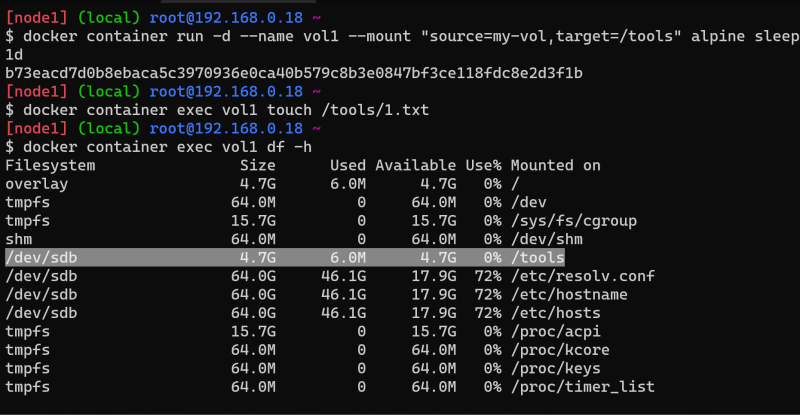 [node1] (local) root@192.168.0.18 ~
$ docker container run -d --name vol1 --mount "source=my-vol,target=/tools" alpine sleep
1d
b73eacd7d0b8ebaca5c3970936e0ca40b579c8b3e0847bf3ce118fdc8e2d3f1b
[node1] (local) root@192.168.0.18 ~
$ docker container exec vol1 touch /tools/1.txt
[node1] (local) root@192.168.0.18 ~
$ docker container exec vol1 df -h
Filesystem                Size      Used Available Use% Mounted on
overlay                   4.7G      6.0M      4.7G   0% /
tmpfs                    64.0M         0     64.0M   0% /dev
tmpfs                    15.7G         0     15.7G   0% /sys/fs/cgroup
shm                      64.0M         0     64.0M   0% /dev/shm
/dev/sdb                  4.7G      6.0M      4.7G   0% /tools
/dev/sdb                 64.0G     46.1G     17.9G  72% /etc/resolv.conf
/dev/sdb                 64.0G     46.1G     17.9G  72% /etc/hostname
/dev/sdb                 64.0G     46.1G     17.9G  72% /etc/hosts
tmpfs                    15.7G         0     15.7G   0% /proc/acpi
tmpfs                    64.0M         0     64.0M   0% /proc/kcore
tmpfs                    64.0M         0     64.0M   0% /proc/keys
tmpfs                    64.0M         0     64.0M   0% /proc/timer_list